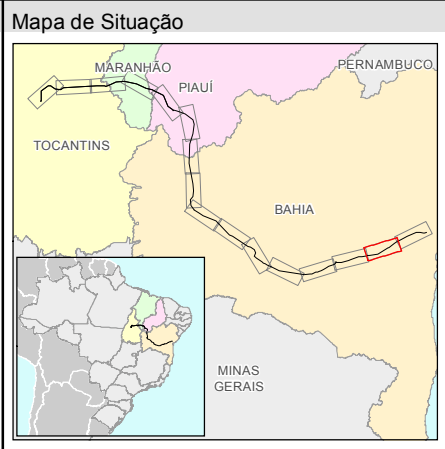 Mapa de Situação
MARANHÃO
PERNAMBUCO
PIAUÍ
TOCANTINS
BAHIA
MINAS
GERAIS